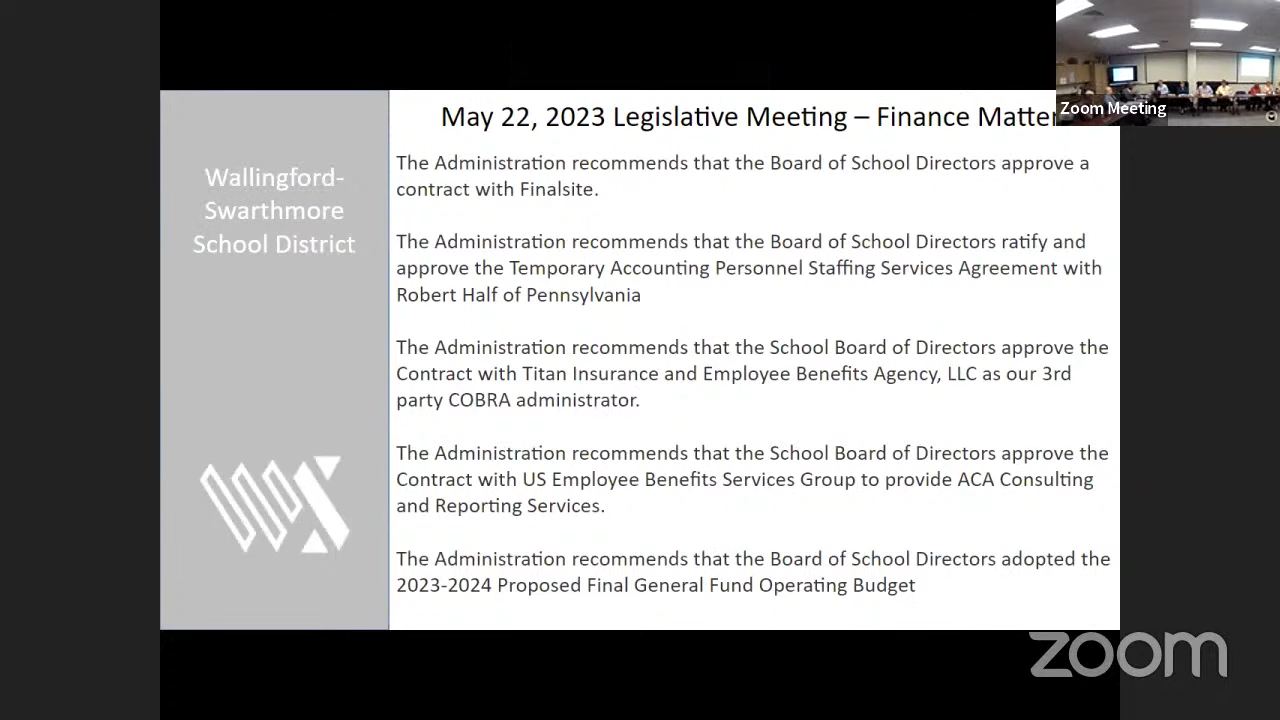 May 22, 2023 Legislative Meeting – Finance Matter
Zoom Meeting
Wallingford-
Swarthmore
School District
The Administration recommends that the Board of School Directors approve a
contract with Finalsite.
The Administration recommends that the Board of School Directors ratify and
approve the Temporary Accounting Personnel Staffing Services Agreement with
Robert Half of Pennsylvania
The Administration recommends that the School Board of Directors approve the
Contract with Titan Insurance and Employee Benefits Agency, LLC as our 3rd
party COBRA administrator.
The Administration recommends that the School Board of Directors approve the
Contract with US Employee Benefits Services Group to provide ACA Consulting
and Reporting Services.
The Administration recommends that the Board of School Directors adopted the
2023-2024 Proposed Final General Fund Operating Budget
zoom